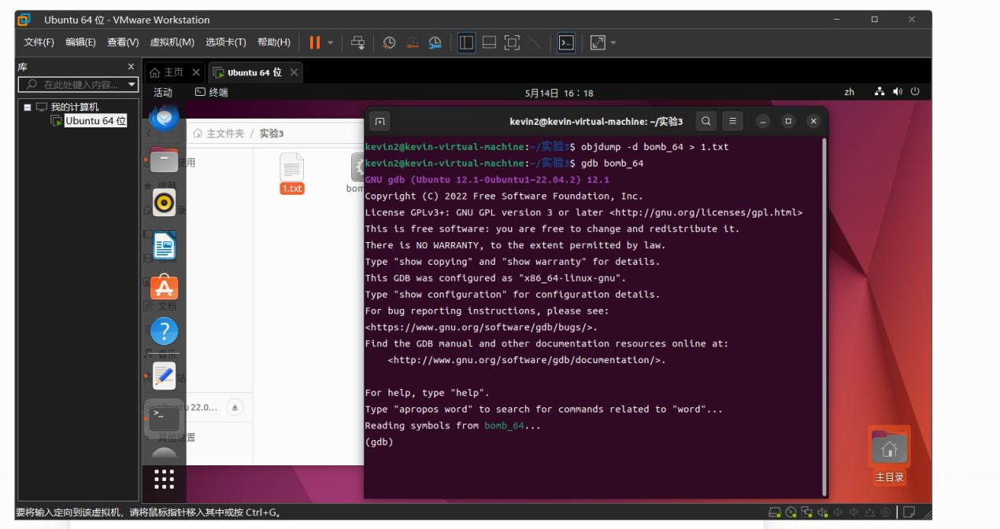 Ubuntu 64 位 - VMware Workstation
文件(F) 编辑(E) 查看(V) 虚拟机(M) 选项卡(T) 帮助(H)
库
在此处键入内容...
我的计算机
Ubuntu 64 位
主页
Ubuntu 64 位
活动
终端
5月14日 16：18
zh
主文件夹 / 实验3
使用
收藏
文档
音乐
22.0...
其他位置
1.txt
bom
kevin2@kevin-virtual-machine: ~/实验3
kevin2@kevin-virtual-machine:~/实验3$ objdump -d bomb_64 > 1.txt
kevin2@kevin-virtual-machine:~/实验3$ gdb bomb_64
GNU gdb (Ubuntu 12.1-0ubuntu1~22.04.2) 12.1
Copyright (C) 2022 Free Software Foundation, Inc.
License GPLv3+: GNU GPL version 3 or later <http://gnu.org/licenses/gpl.html>
This is free software: you are free to change and redistribute it.
There is NO WARRANTY, to the extent permitted by law.
Type "show copying" and "show warranty" for details.
This GDB was configured as "x86_64-linux-gnu".
Type "show configuration" for configuration details.
For bug reporting instructions, please see:
<https://www.gnu.org/software/gdb/bugs/>.
Find the GDB manual and other documentation resources online at:
<http://www.gnu.org/software/gdb/documentation/>.
For help, type "help".
Type "apropos word" to search for commands related to "word"...
Reading symbols from bomb_64...
(gdb)
主目录
要将输入定向到该虚拟机，请将鼠标指针移入其中或按 Ctrl+G。